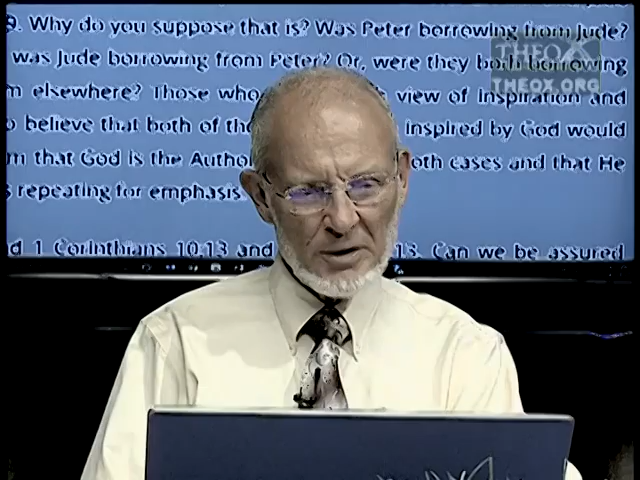 9. Why do you suppose that is? Was Peter borrowing from Jude?
was Jude borrowing from Peter? Or, were they both borrowing
THEOX
THEOX.ORG
m elsewhere? Those who view of Inspiration and
o believe that both of the inspired by God would
m that God is the Autho oth cases and that He
s repeating for emphasis
d 1 Corinthians 10,13 and 13. Can we be assured